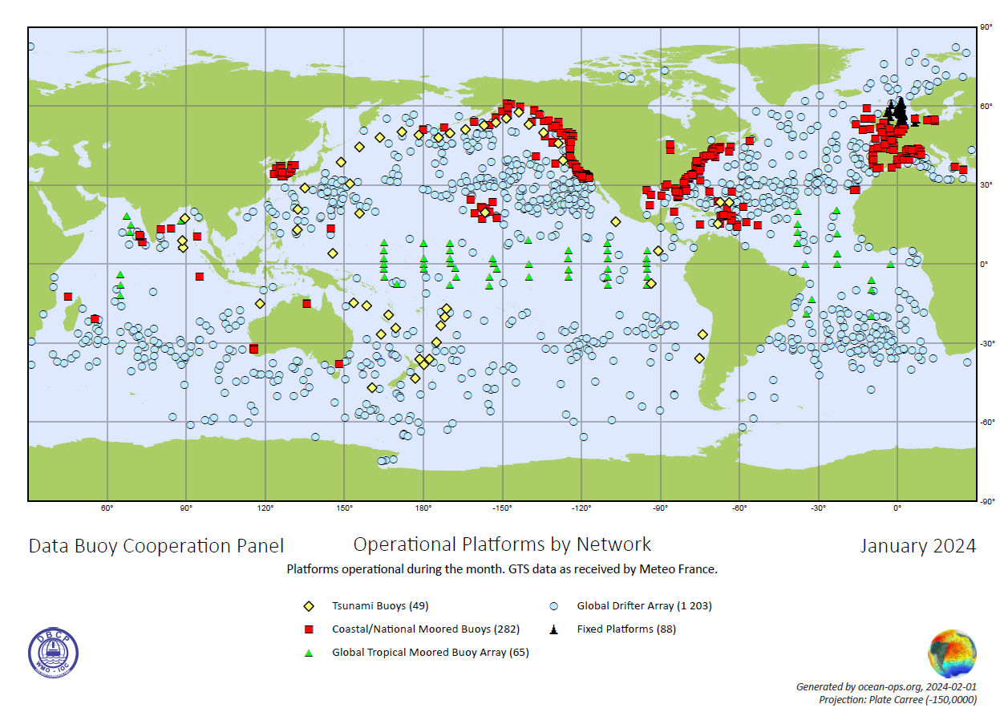 90°
60°
30°
0°
-30°
-60°
-90°
60° 90° 120° 150° 180° -150° -120° -90° -60° -30° 0°
Data Buoy Cooperation Panel
Operational Platforms by Network
January 2024
Platforms operational during the month. GTS data as received by Meteo France.
Tsunami Buoys (49)
Global Drifter Array (1 203)
Coastal/National Moored Buoys (282)
Fixed Platforms (88)
Global Tropical Moored Buoy Array (65)
DBCP
WMO - IOC
Generated by ocean-ops.org, 2024-02-01
Projection: Plate Carree (-150,0000)